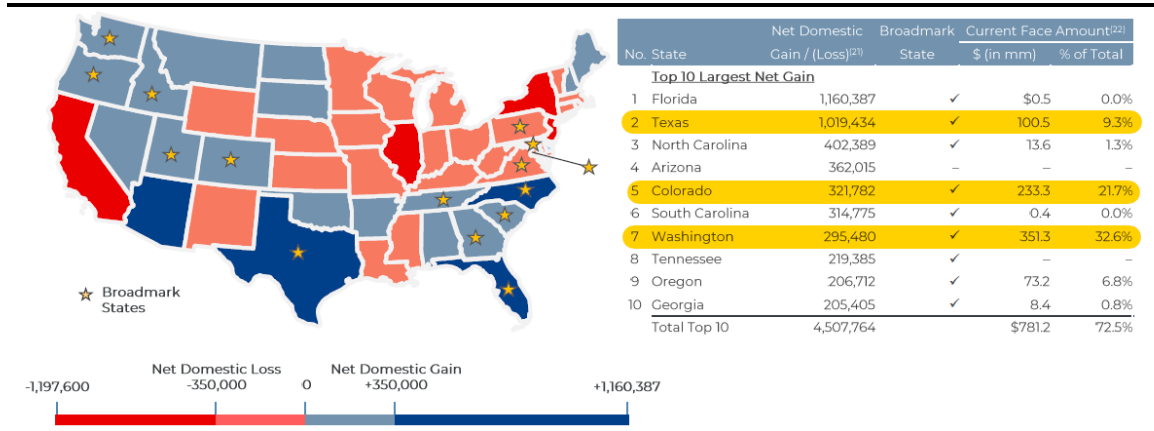 Broadmark
States
Net Domestic Loss
Net Domestic Gain
-1,197,600
-350,000
0
+350,000
+1,160,387
Net Domestic Broadmark Current Face Amount(22)
No. State Gain / (Loss)(21) State $ (in mm) % of Total
Top 10 Largest Net Gain
1 Florida 1,160,387 ✓ $0.5 0.0%
2 Texas 1,019,434 ✓ 100.5 9.3%
3 North Carolina 402,389 ✓ 13.6 1.3%
4 Arizona 362,015 – – –
5 Colorado 321,782 ✓ 233.3 21.7%
6 South Carolina 314,775 ✓ 0.4 0.0%
7 Washington 295,480 ✓ 351.3 32.6%
8 Tennessee 219,385 ✓ – –
9 Oregon 206,712 ✓ 73.2 6.8%
10 Georgia 205,405 ✓ 8.4 0.8%
Total Top 10 4,507,764 $781.2 72.5%